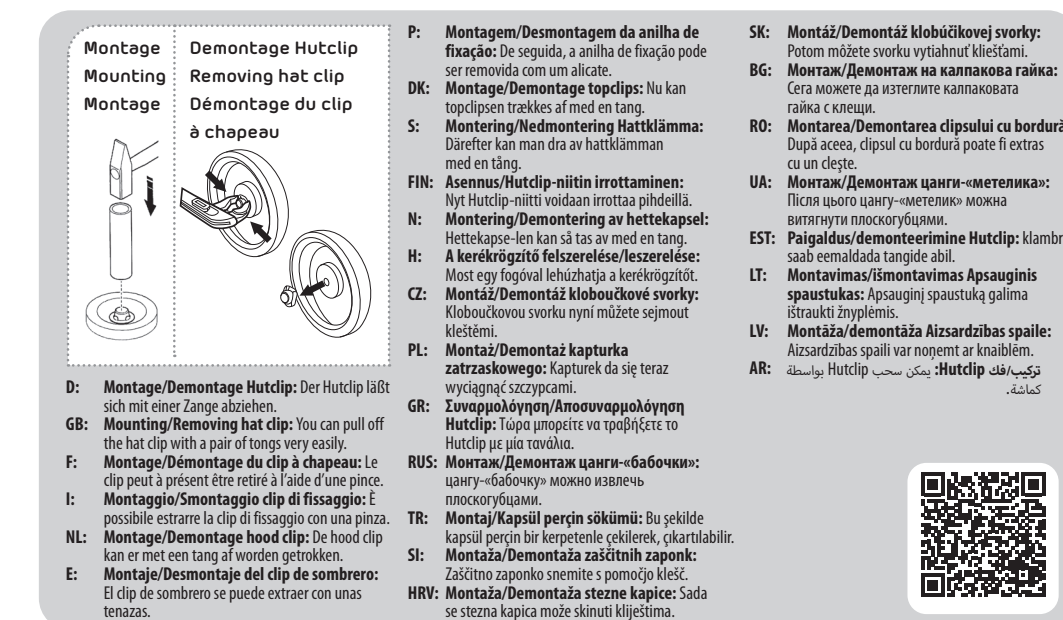 Montage
Mounting
Montage
Demontage Hutclip
Removing hat clip
Démontage du clip
à chapeau
D: Montage/Demontage Hutclip: Der Hutclip läßt
sich mit einer Zange abziehen.
GB: Mounting/Removing hat clip: You can pull off
the hat clip with a pair of tongs very easily.
F: Montage/Démontage du clip à chapeau: Le
clip peut à présent être retiré à l'aide d'une pince.
I: Montaggio/Smontaggio clip di fissaggio: È
possibile estrarre la clip di fissaggio con una pinza.
NL: Montage/Demontage hood clip: De hood clip
kan er met een tang af worden getrokken.
E: Montaje/Desmontaje del clip de sombrero:
El clip de sombrero se puede extraer con unas
tenazas.
P: Montagem/Desmontagem da anilha de
fixação: De seguida, a anilha de fixação pode
ser removida com um alicate.
DK: Montage/Demontage topclips: Nu kan
topclipsen trækkes af med en tang.
S: Montering/Nedmontering Hattklämma:
Därefter kan man dra av hattklämman
med en tång.
FIN: Asennus/Hutclip-niitin irrottaminen:
Nyt Hutclip-niitti voidaan irrottaa pihdeillä.
N: Montering/Demontering av hettekapsel:
Hettekapse-len kan så tas av med en tang.
H: A kerékrögzítő felszerelése/leszerelése:
Most egy fogóval lehúzhatja a kerékrögzítőt.
CZ: Montáž/Demontáž kloboučkové svorky:
Kloboučkovou svorku nyní můžete sejmout
kleštěmi.
PL: Montaż/Demontaż kapturka
zatrzaskowego: Kapturek da się teraz
wyciągnąć szczypcami.
GR: Συναρμολόγηση/Αποσυναρμολόγηση
Hutclip: Τώρα μπορείτε να τραβήξετε το
Hutclip με μία τανάλια.
RUS: Монтаж/Демонтаж цанги-«бабочки»:
цангу-«бабочку» можно извлечь
плоскогубцами.
TR: Montaj/Kapsül perçin sökümü: Bu şekilde
kapsül perçin bir kerpetenle çekilerek, çıkartılabilir.
SI: Montaža/Demontaža zaščitnih zaponk:
Zaščitno zaponko snemite s pomočjo klešč.
HRV: Montaža/Demontaža stezne kapice: Sada
se stezna kapica može skinuti kliještima.
SK: Montáž/Demontáž klobúčikovej svorky:
Potom môžete svorku vytiahnuť kliešťami.
BG: Монтаж/Демонтаж на калпакова гайка:
Сега можете да изтеглите калпаковата
гайка с клещи.
RO: Montarea/Demontarea clipsului cu bordură
După aceea, clipsul cu bordură poate fi extras
cu un cleşte.
UA: Монтаж/Демонтаж цанги-«метелика»:
Після цього цангу-«метелик» можна
витягнути плоскогубцями.
EST: Paigaldus/demonteerimine Hutclip: klambr
saab eemaldada tangide abil.
LT: Montavimas/išmontavimas Apsauginis
spaustukas: Apsauginį spaustuką galima
ištraukti žnyplėmis.
LV: Montāža/demontāža Aizsardzības spaile:
Aizsardzības spaili var noņemt ar knaiblēm.
AR: تركيب/فك Hutclip: يمكن سحب Hutclip بواسطة
كماشة.